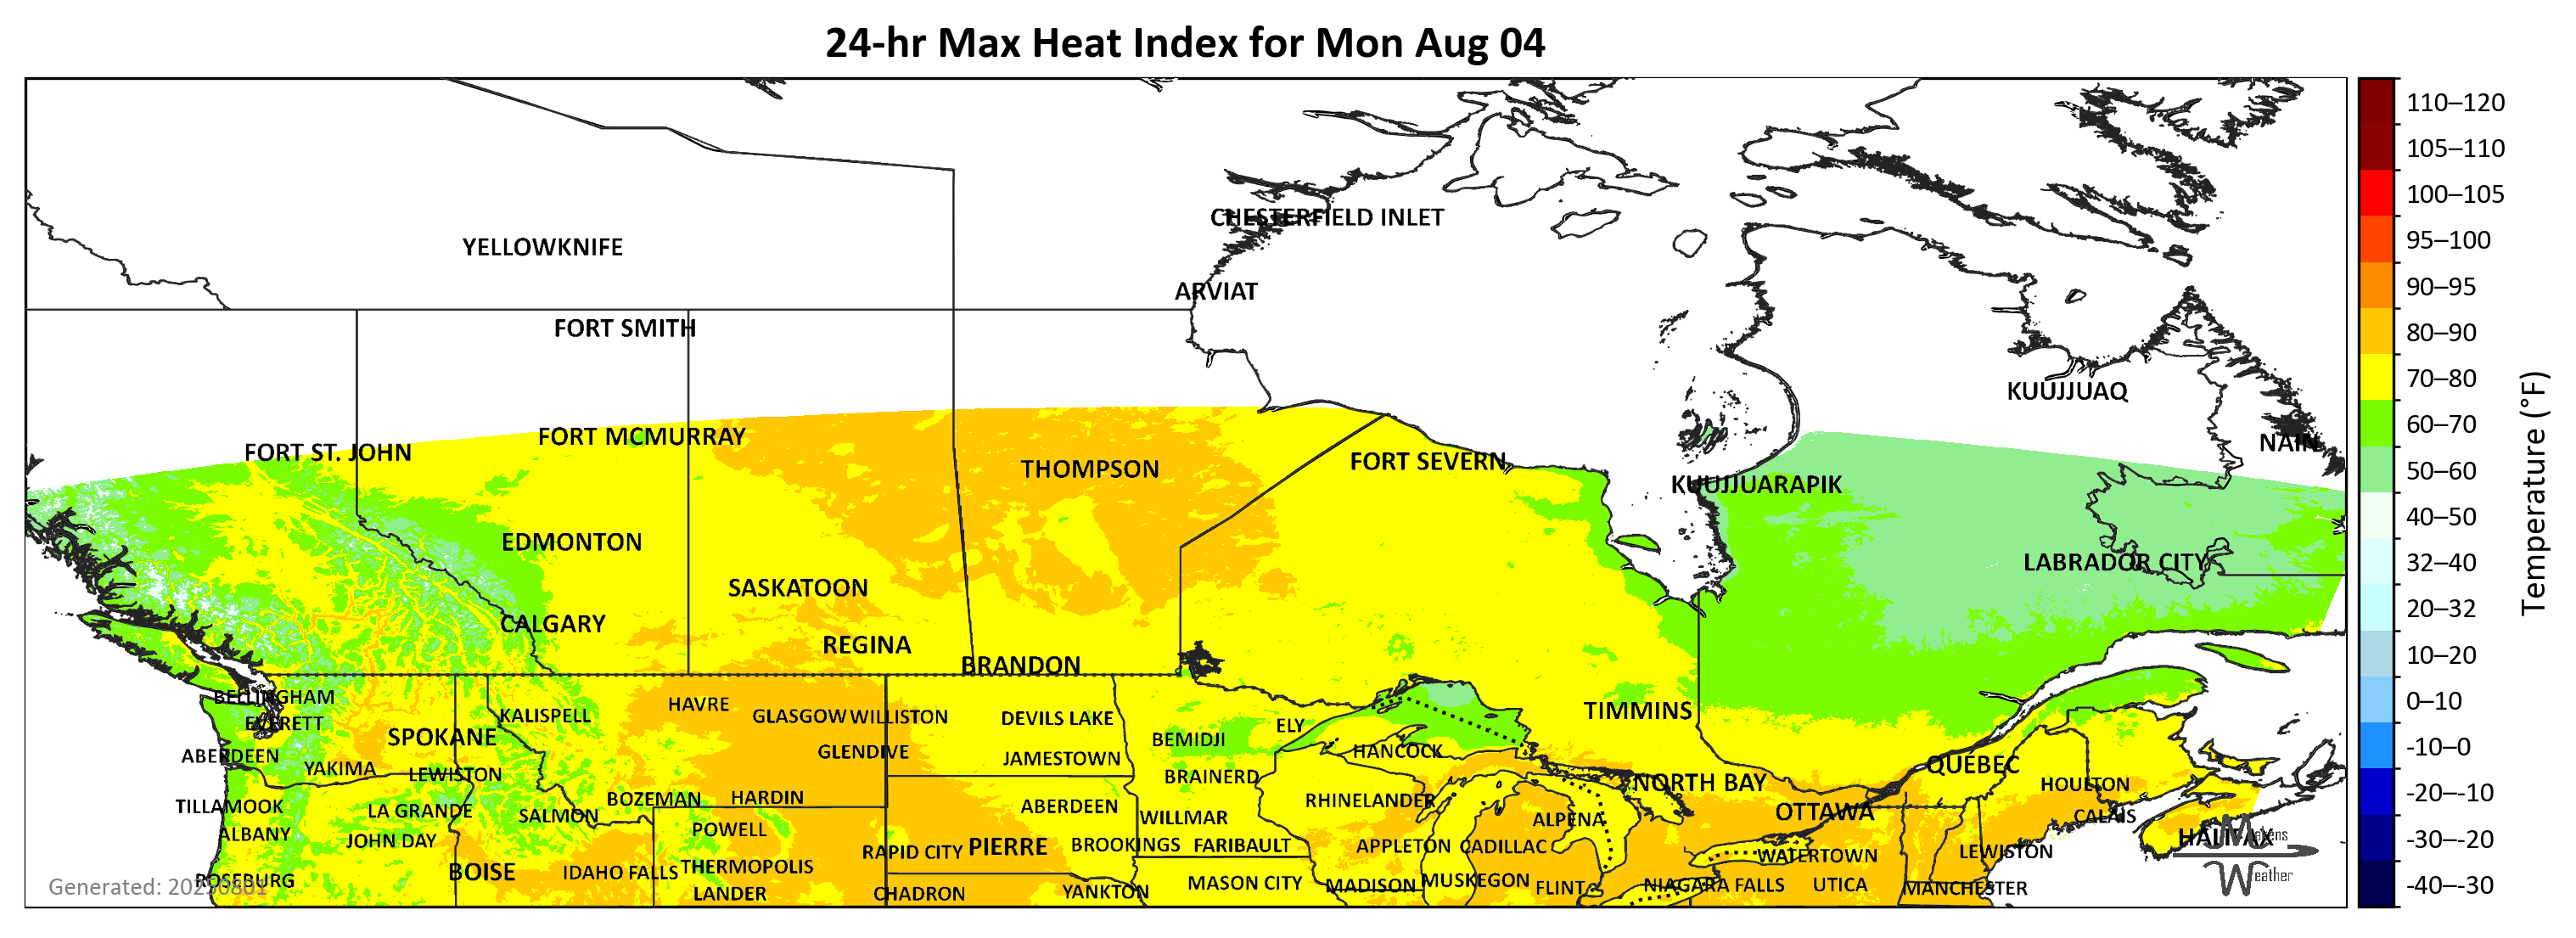 24-hr Max Heat Index for Mon Aug 04
CHESTERFIELD INLET
YELLOWKNIFE
ARVIAT
FORT SMITH
KUUJJUAQ
FORT MCMURRAY
NAIN
FORT ST. JOHN
FORT SEVERN
THOMPSON
KUUJJUARAPIK
EDMONTON
LABRADOR CITY
SASKATOON
CALGARY
REGINA
BRANDON
BELLINGHAM
HAVRE
KALISPELL
GLASGOW
WILLISTON
DEVILS LAKE
TIMMINS
EVERETT
ELY
SPOKANE
BEMIDJI
HANCOCK
GLENDIVE
ABERDEEN
JAMESTOWN
QUÉBEC
YAKIMA
LEWISTON
BRAINERD
NORTH BAY
HOULTON
BOZEMAN
HARDIN
RHINELANDER
TILLAMOOK
ABERDEEN
LA GRANDE
SALMON
WILLMAR
ALPENA
OTTAWA
CALAIS
ALBANY
JOHN DAY
POWELL
HALIFAX
RAPID CITY
PIERRE
BROOKINGS
FARIBAULT
APPLETON
CADILLAC
WATERTOWN
LEWISTON
BOISE
IDAHO FALLS
THERMOPOLIS
ROSEBURG
MASON CITY
MADISON
MUSKEGON
FLINT
NIAGARA FALLS
UTICA
MANCHESTER
LANDER
CHADRON
YANKTON
Generated: 20250801
Makens
Weather
110–120
105–110
100–105
95–100
90–95
80–90
70–80
60–70
50–60
40–50
32–40
20–32
10–20
0–10
-10–0
-20–-10
-30–-20
-40–-30
Temperature (°F)